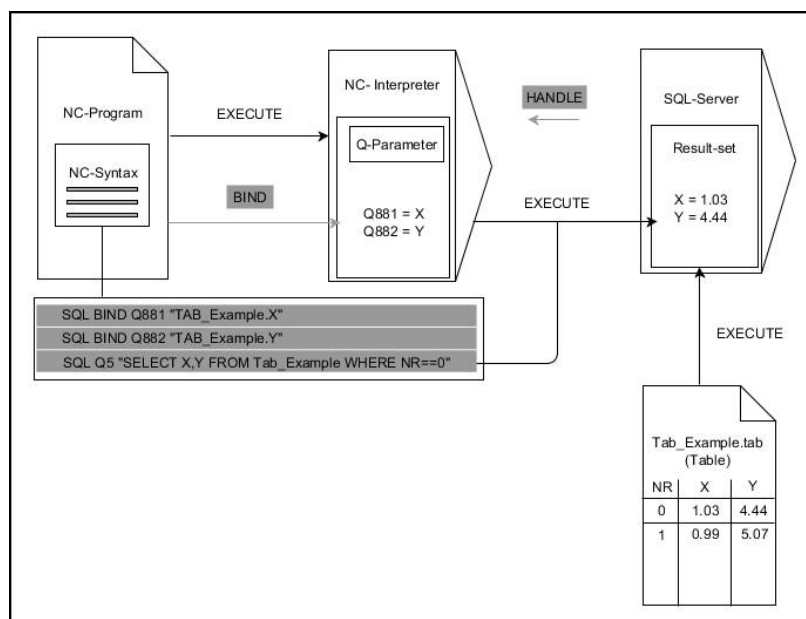 NC-Program
NC-Syntax
EXECUTE
BIND
NC- Interpreter
Q-Parameter
Q881 = X
Q882 = Y
HANDLE
EXECUTE
SQL-Server
Result-set
X = 1.03
Y = 4.44
SQL BIND Q881 "TAB_Example.X"
SQL BIND Q882 "TAB_Example.Y"
SQL Q5 "SELECT X,Y FROM Tab_Example WHERE NR==0"
EXECUTE
Tab_Example.tab
(Table)
NR X Y
0 1.03 4.44
1 0.99 5.07